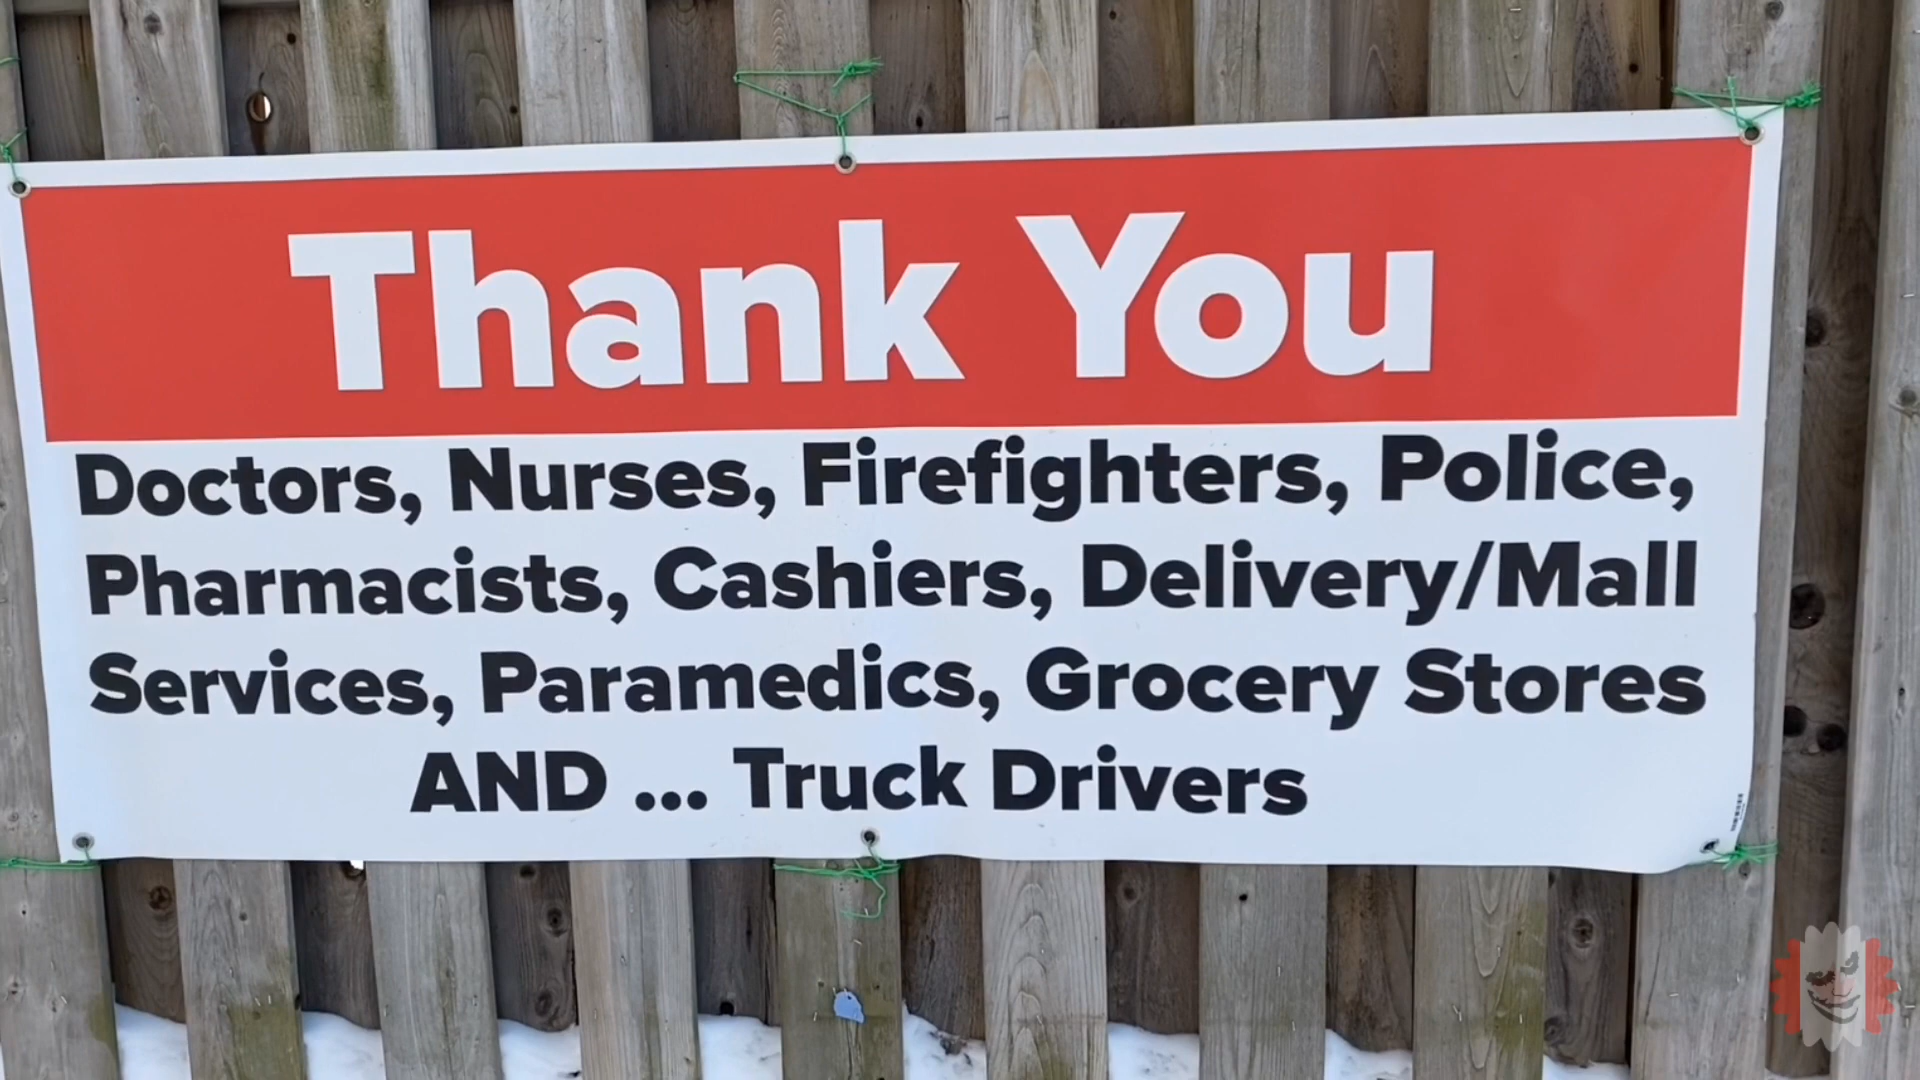 Thank You
Doctors, Nurses, Firefighters, Police,
Pharmacists, Cashiers, Delivery/Mall
Services, Paramedics, Grocery Stores
AND ... Truck Drivers